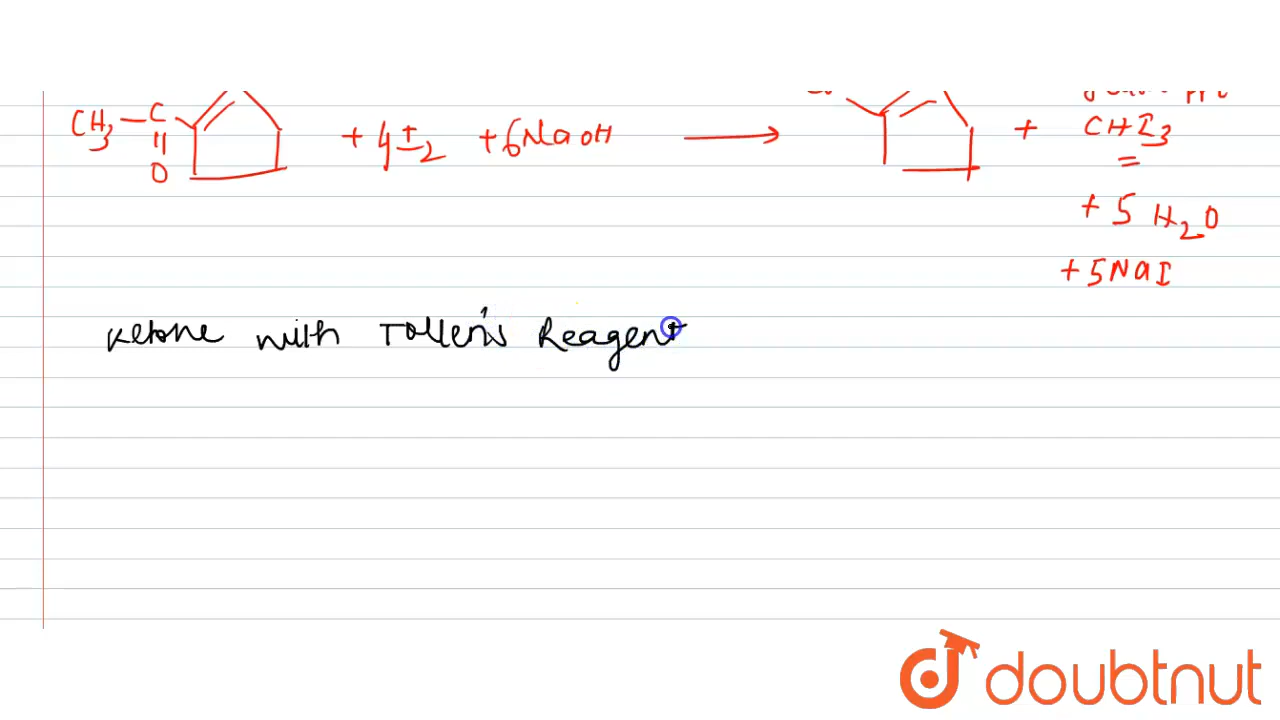 CH3 - C + 4I2 + 6NaOH → + CHI3
O
+ 5 H2O
+ 5NaI
Ketone with Tollen's Reagent
doubtnut